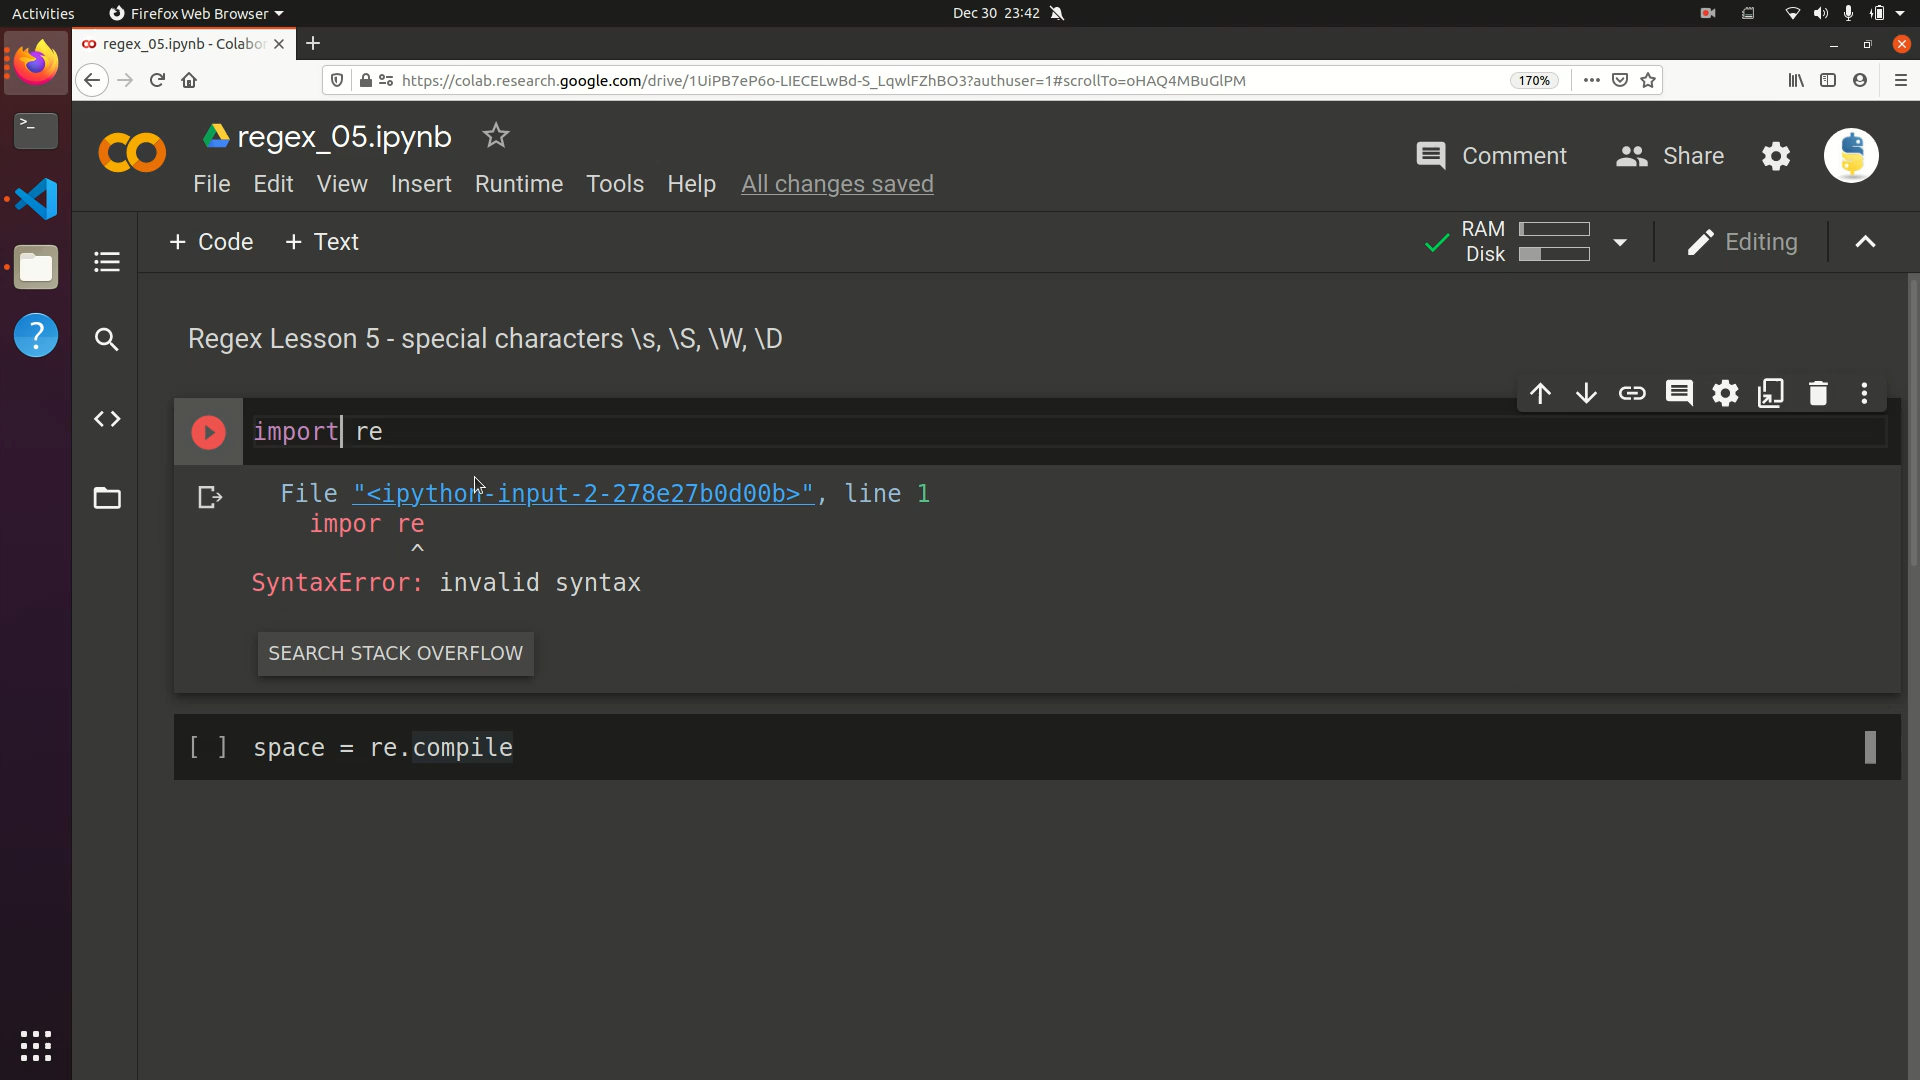 Activities Firefox Web Browser Dec 30 23:42
regex_05.ipynb - Colabor
https://colab.research.google.com/drive/1UiPB7eP6o-LIECELwBd-S_LqwlFZhBO3?authuser=1#scrollTo=oHAQ4MBuGlPM 170%
regex_05.ipynb
Comment Share
File Edit View Insert Runtime Tools Help All changes saved
+ Code + Text
RAM
Disk
Editing
Regex Lesson 5 - special characters \s, \S, \W, \D
import re
File "<ipython-input-2-278e27b0d00b>", line 1
impor re
^
SyntaxError: invalid syntax
SEARCH STACK OVERFLOW
[ ] space = re.compile